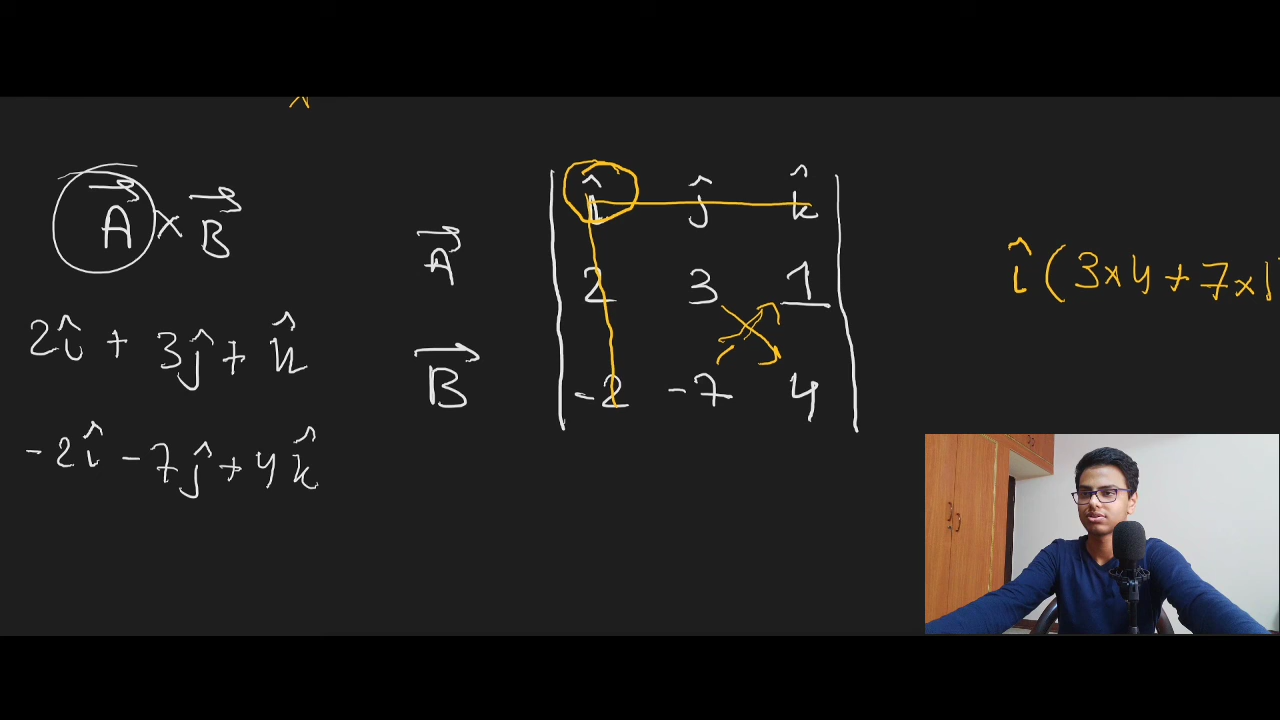 A⃗ × B⃗
2î + 3ĵ + k̂
-2î - 7ĵ + 4k̂
A⃗
B⃗
| î ĵ k̂ |
| 2 3 1 |
| -2 -7 4 |
î (3×4 + 7×1